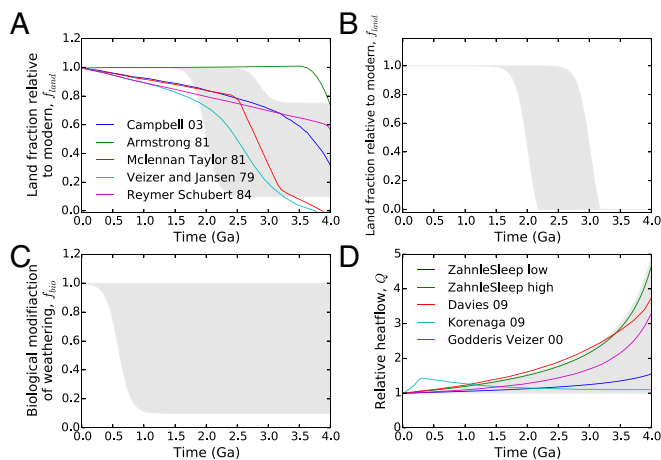 A
Land fraction relative
to modern, f_land
1.2
1.0
0.8
0.6
0.4
0.2
0.0
Campbell 03
Armstrong 81
Mclennan Taylor 81
Veizer and Jansen 79
Reymer Schubert 84
0.0 0.5 1.0 1.5 2.0 2.5 3.0 3.5 4.0
Time (Ga)
B
Land fraction relative to modern, f_land
1.2
1.0
0.8
0.6
0.4
0.2
0.0
0.0 0.5 1.0 1.5 2.0 2.5 3.0 3.5 4.0
Time (Ga)
C
Biological modifiaction
of weathering, f_bio
1.2
1.0
0.8
0.6
0.4
0.2
0.0
0.0 0.5 1.0 1.5 2.0 2.5 3.0 3.5 4.0
Time (Ga)
D
Relative heatflow, Q
5
4
3
2
1
0
ZahnleSleep low
ZahnleSleep high
Davies 09
Korenaga 09
Godderis Veizer 00
0.0 0.5 1.0 1.5 2.0 2.5 3.0 3.5 4.0
Time (Ga)